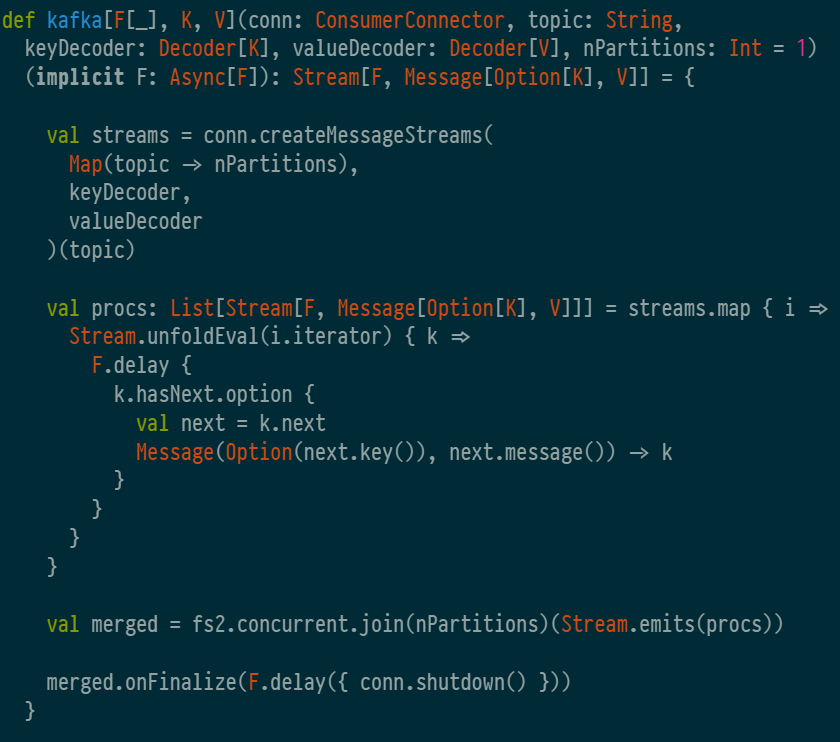 def kafka[F[_], K, V](conn: ConsumerConnector, topic: String,
  keyDecoder: Decoder[K], valueDecoder: Decoder[V], nPartitions: Int = 1)
  (implicit F: Async[F]): Stream[F, Message[Option[K], V]] = {

    val streams = conn.createMessageStreams(
      Map(topic → nPartitions),
      keyDecoder,
      valueDecoder
    )(topic)

    val procs: List[Stream[F, Message[Option[K], V]]] = streams.map { i ⇒
      Stream.unfoldEval(i.iterator) { k ⇒
        F.delay {
          k.hasNext.option {
            val next = k.next
            Message(Option(next.key()), next.message()) → k
          }
        }
      }
    }

    val merged = fs2.concurrent.join(nPartitions)(Stream.emits(procs))

    merged.onFinalize(F.delay({ conn.shutdown() }))
  }